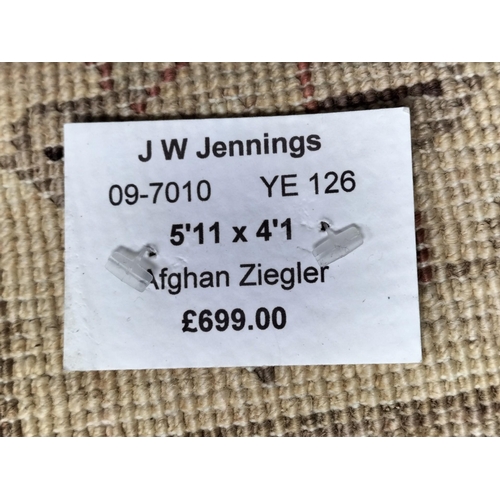 J W Jennings
09-7010 YE 126
5'11 x 4'1
Afghan Ziegler
£699.00